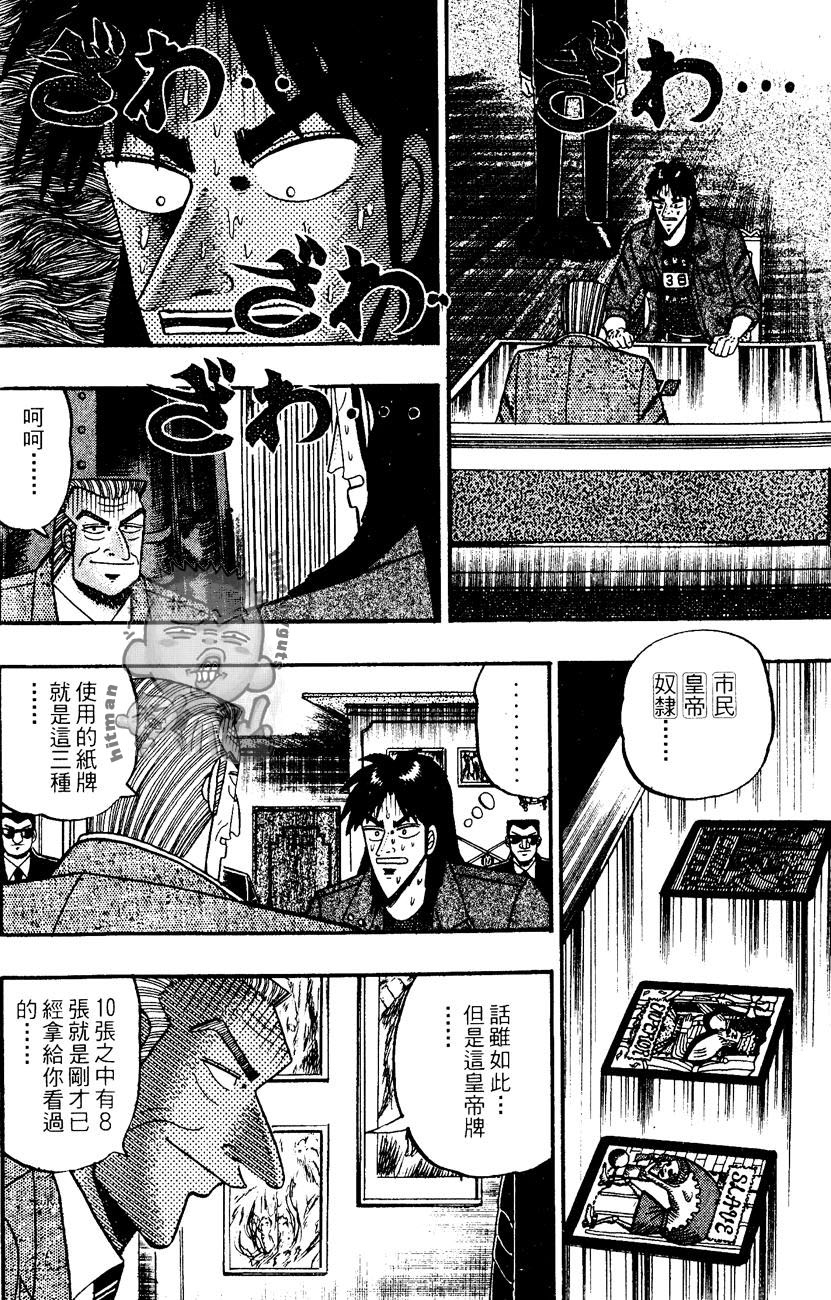 ざわ…
38
ざわ‥
ざわ‥
ざわ…
呵呵……
市民
皇帝
奴隸……
SLAVE
……
使用的紙牌
就是這三種
……
話雖如此…
但是這皇帝牌
……
10張之中有8
張就是剛才已
經拿給你看過
的……
hitman